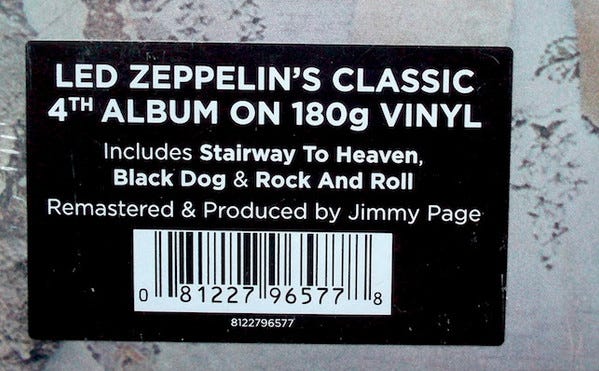 LED ZEPPELIN'S CLASSIC
4TH ALBUM ON 180g VINYL
Includes Stairway To Heaven,
Black Dog & Rock And Roll
Remastered & Produced by Jimmy Page
0 81227 96577 8
8122796577